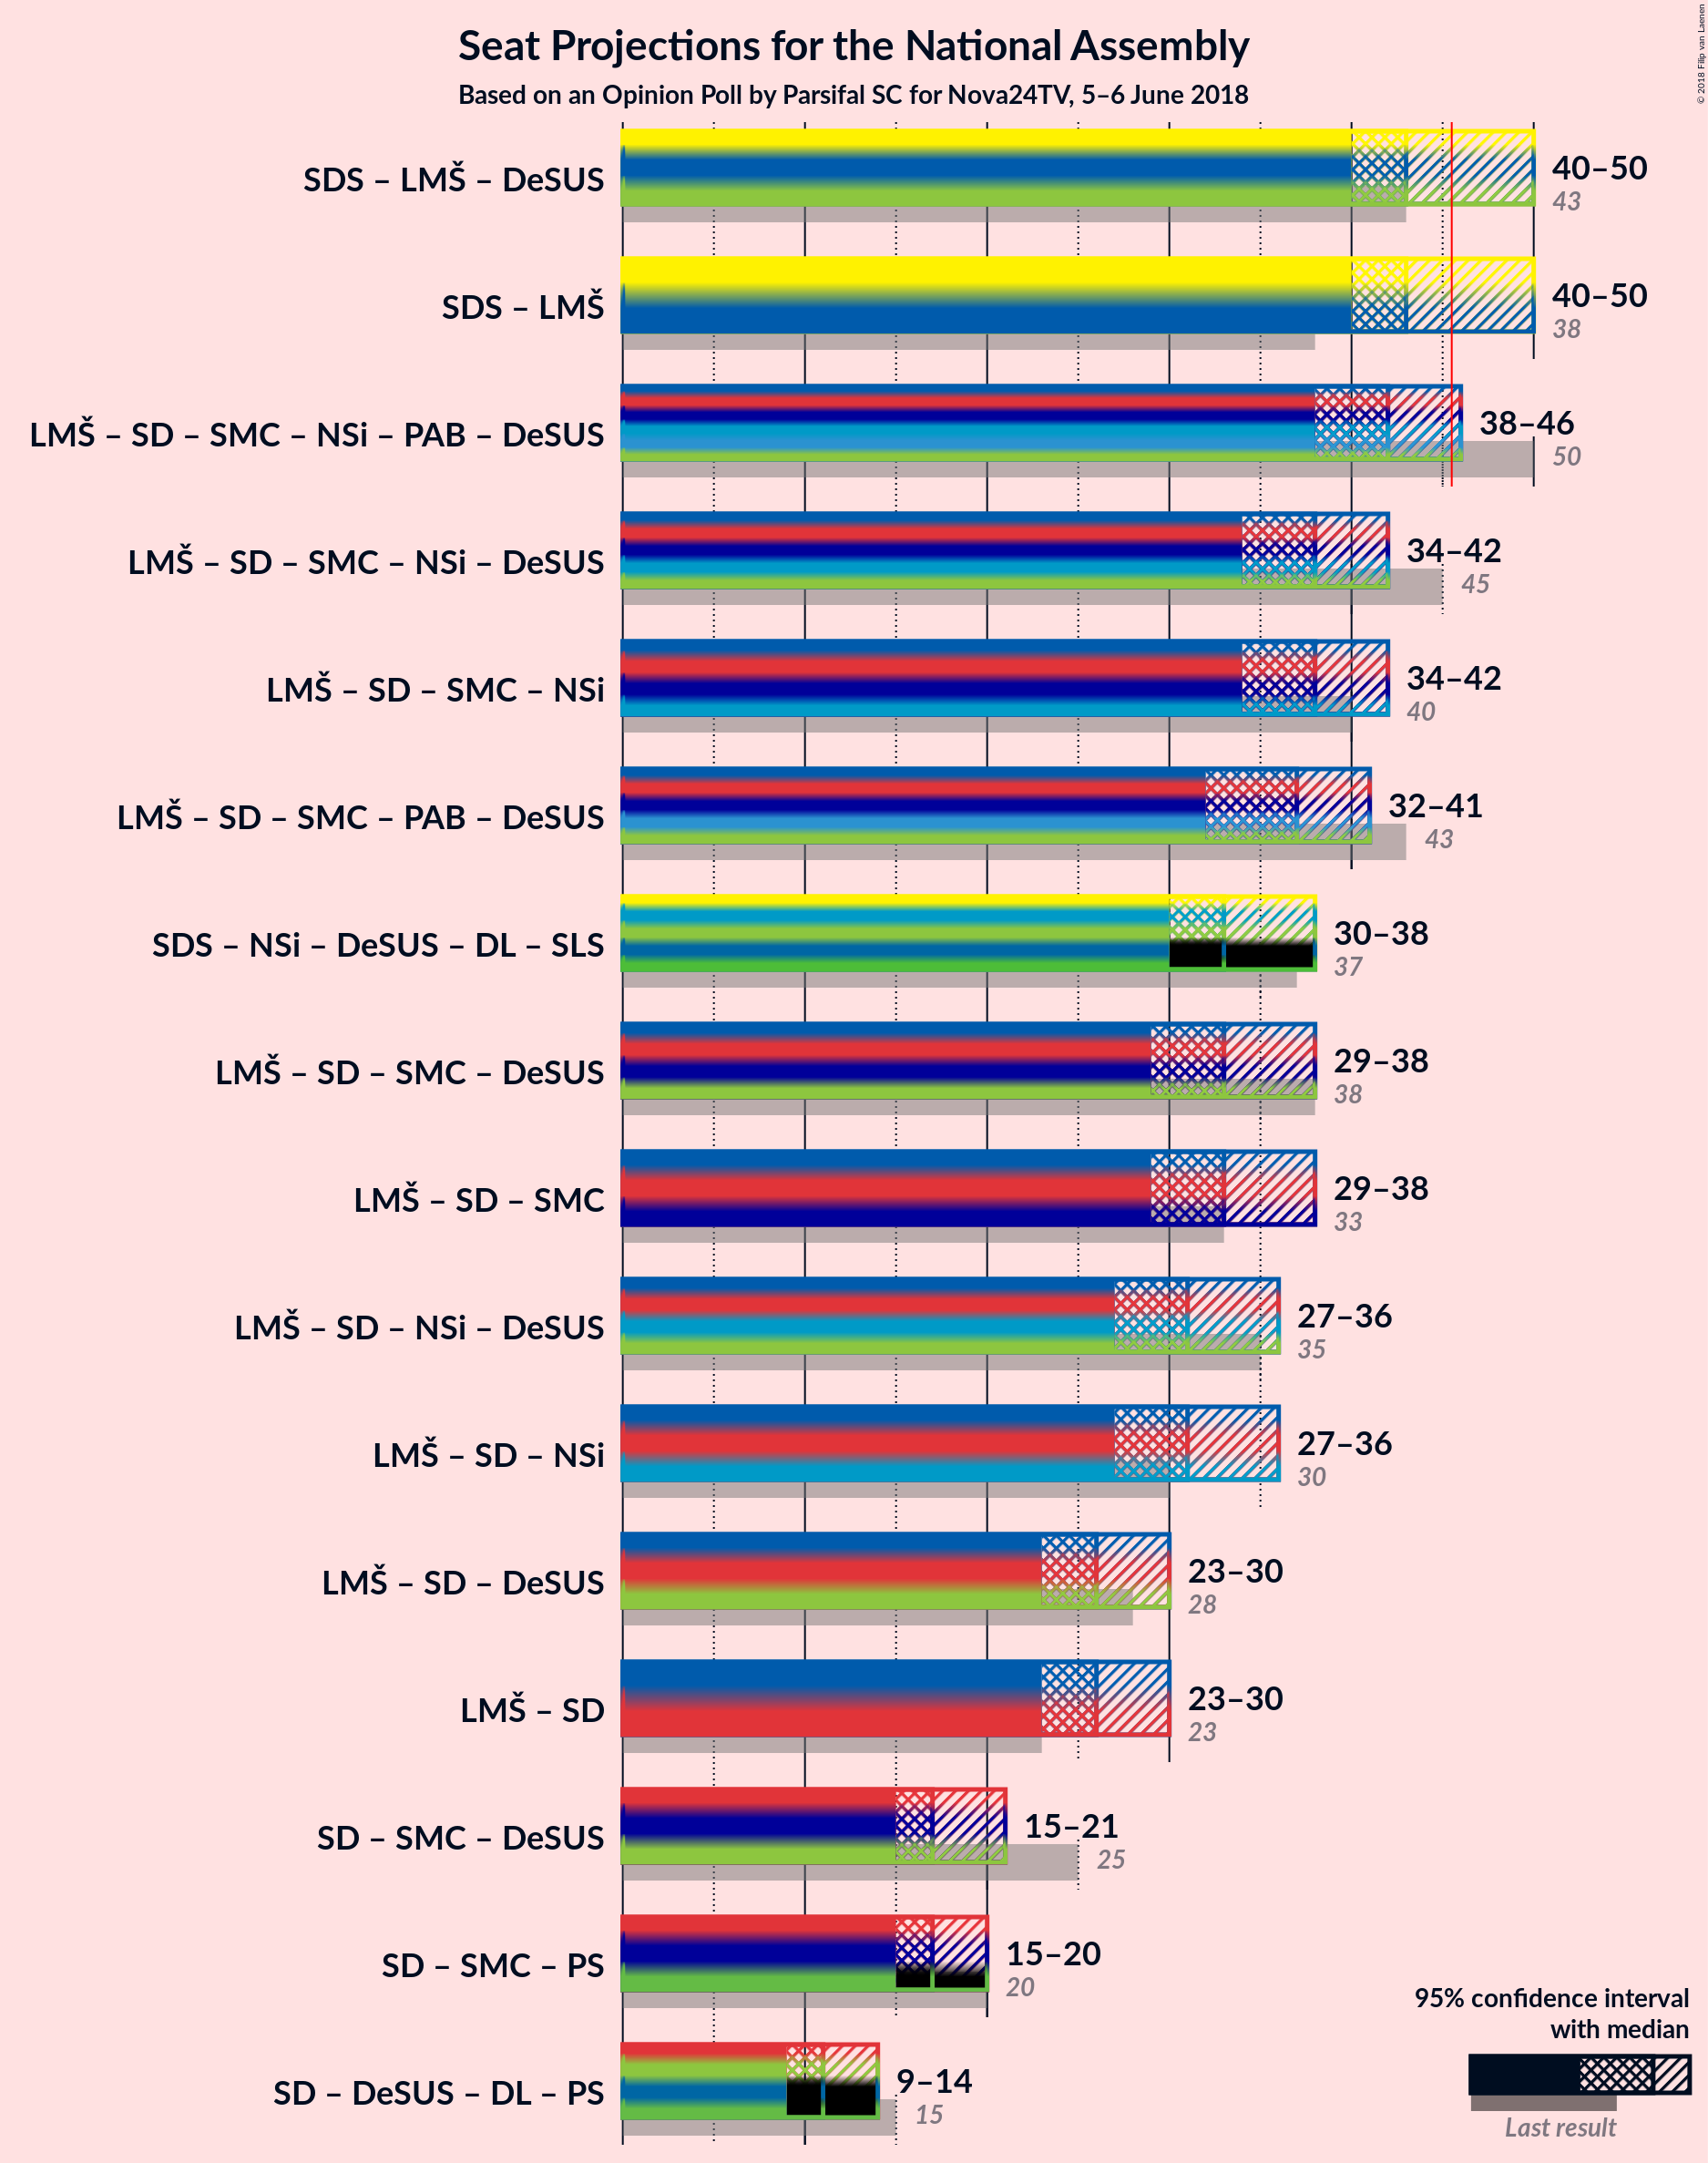 Seat Projections for the National Assembly
Based on an Opinion Poll by Parsifal SC for Nova24TV, 5–6 June 2018
© 2018 Filip van Laenen
SDS – LMŠ – DeSUS
40–50
43
SDS – LMŠ
40–50
38
LMŠ – SD – SMC – NSi – PAB – DeSUS
38–46
50
LMŠ – SD – SMC – NSi – DeSUS
34–42
45
LMŠ – SD – SMC – NSi
34–42
40
LMŠ – SD – SMC – PAB – DeSUS
32–41
43
SDS – NSi – DeSUS – DL – SLS
30–38
37
LMŠ – SD – SMC – DeSUS
29–38
38
LMŠ – SD – SMC
29–38
33
LMŠ – SD – NSi – DeSUS
27–36
35
LMŠ – SD – NSi
27–36
30
LMŠ – SD – DeSUS
23–30
28
LMŠ – SD
23–30
23
SD – SMC – DeSUS
15–21
25
SD – SMC – PS
15–20
20
SD – DeSUS – DL – PS
9–14
15
95% confidence interval
with median
Last result